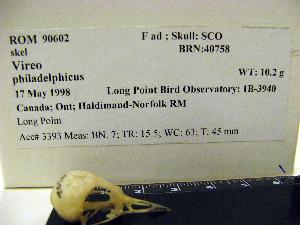 ROM 90602 F ad ; Skull: SCO
skel BRN:40758
Vireo
philadelphicus WT: 10.2 g
17 May 1998 Long Point Bird Observatory: IB-3940
Canada; Ont; Haldimand-Norfolk RM
Long Point
Acc# 3393 Meas: BN: 7; TR: 15.5; WC: 63; T: 45 mm